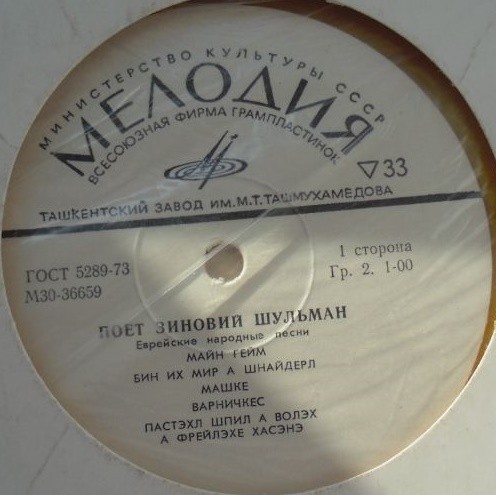 МИНИСТЕРСТВО КУЛЬТУРЫ СССР
МЕЛОДИЯ
ВСЕСОЮЗНАЯ ФИРМА ГРАМПЛАСТИНОК
▽33
ТАШКЕНТСКИЙ ЗАВОД ИМ. М.Т. ТАШМУХАМЕДОВА
ГОСТ 5289-73
М30-36659
1 сторона
Гр. 2. 1-00
ПОЕТ ЗИНОВИЙ ШУЛЬМАН
Еврейские народные песни
МАЙН ГЕЙМ
БИН ИХ МИР А ШНАЙДЕРЛ
МАШКЕ
ВАРНИЧКЕС
ПАСТЭХЛ ШПИЛ А ВОЛЭХ
А ФРЕЙЛЭХЕ ХАСЭНЭ